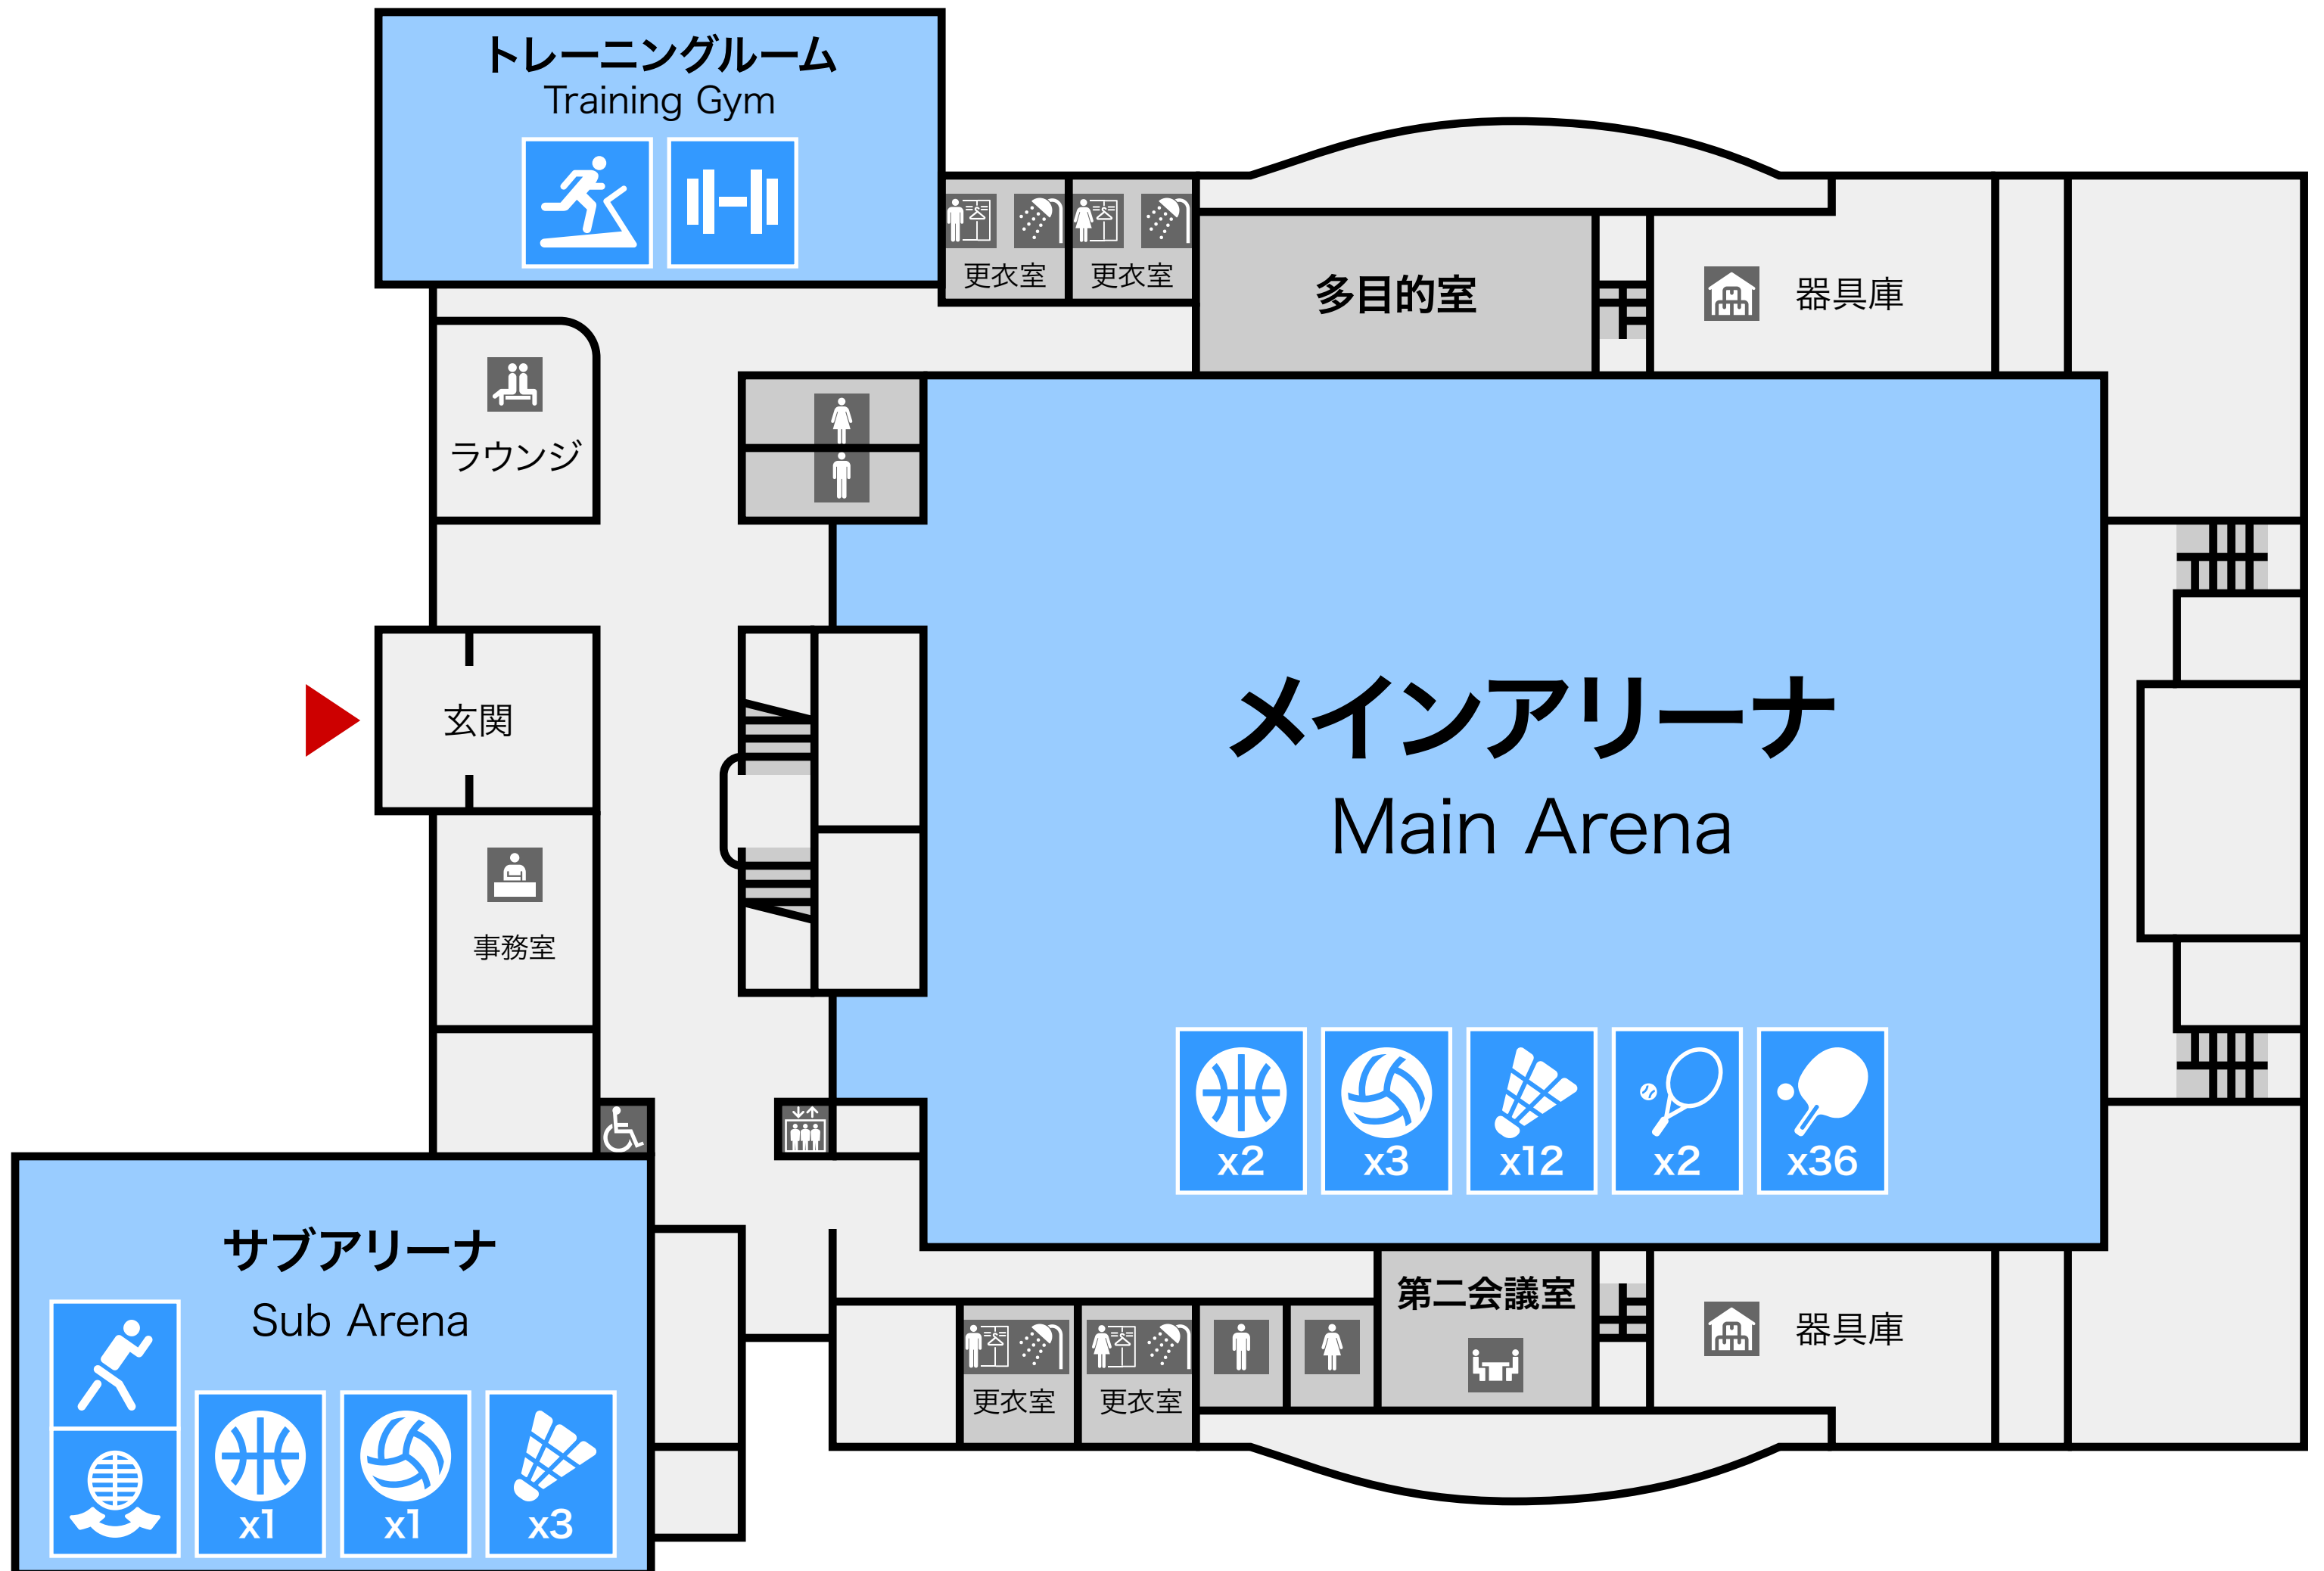 トレーニングルーム
Training Gym
更衣室
更衣室
多目的室
器具庫
ラウンジ
玄関
メインアリーナ
Main Arena
事務室
x2
x3
x12
x2
x36
サブアリーナ
Sub Arena
x1
x1
x3
第二会議室
器具庫
更衣室
更衣室